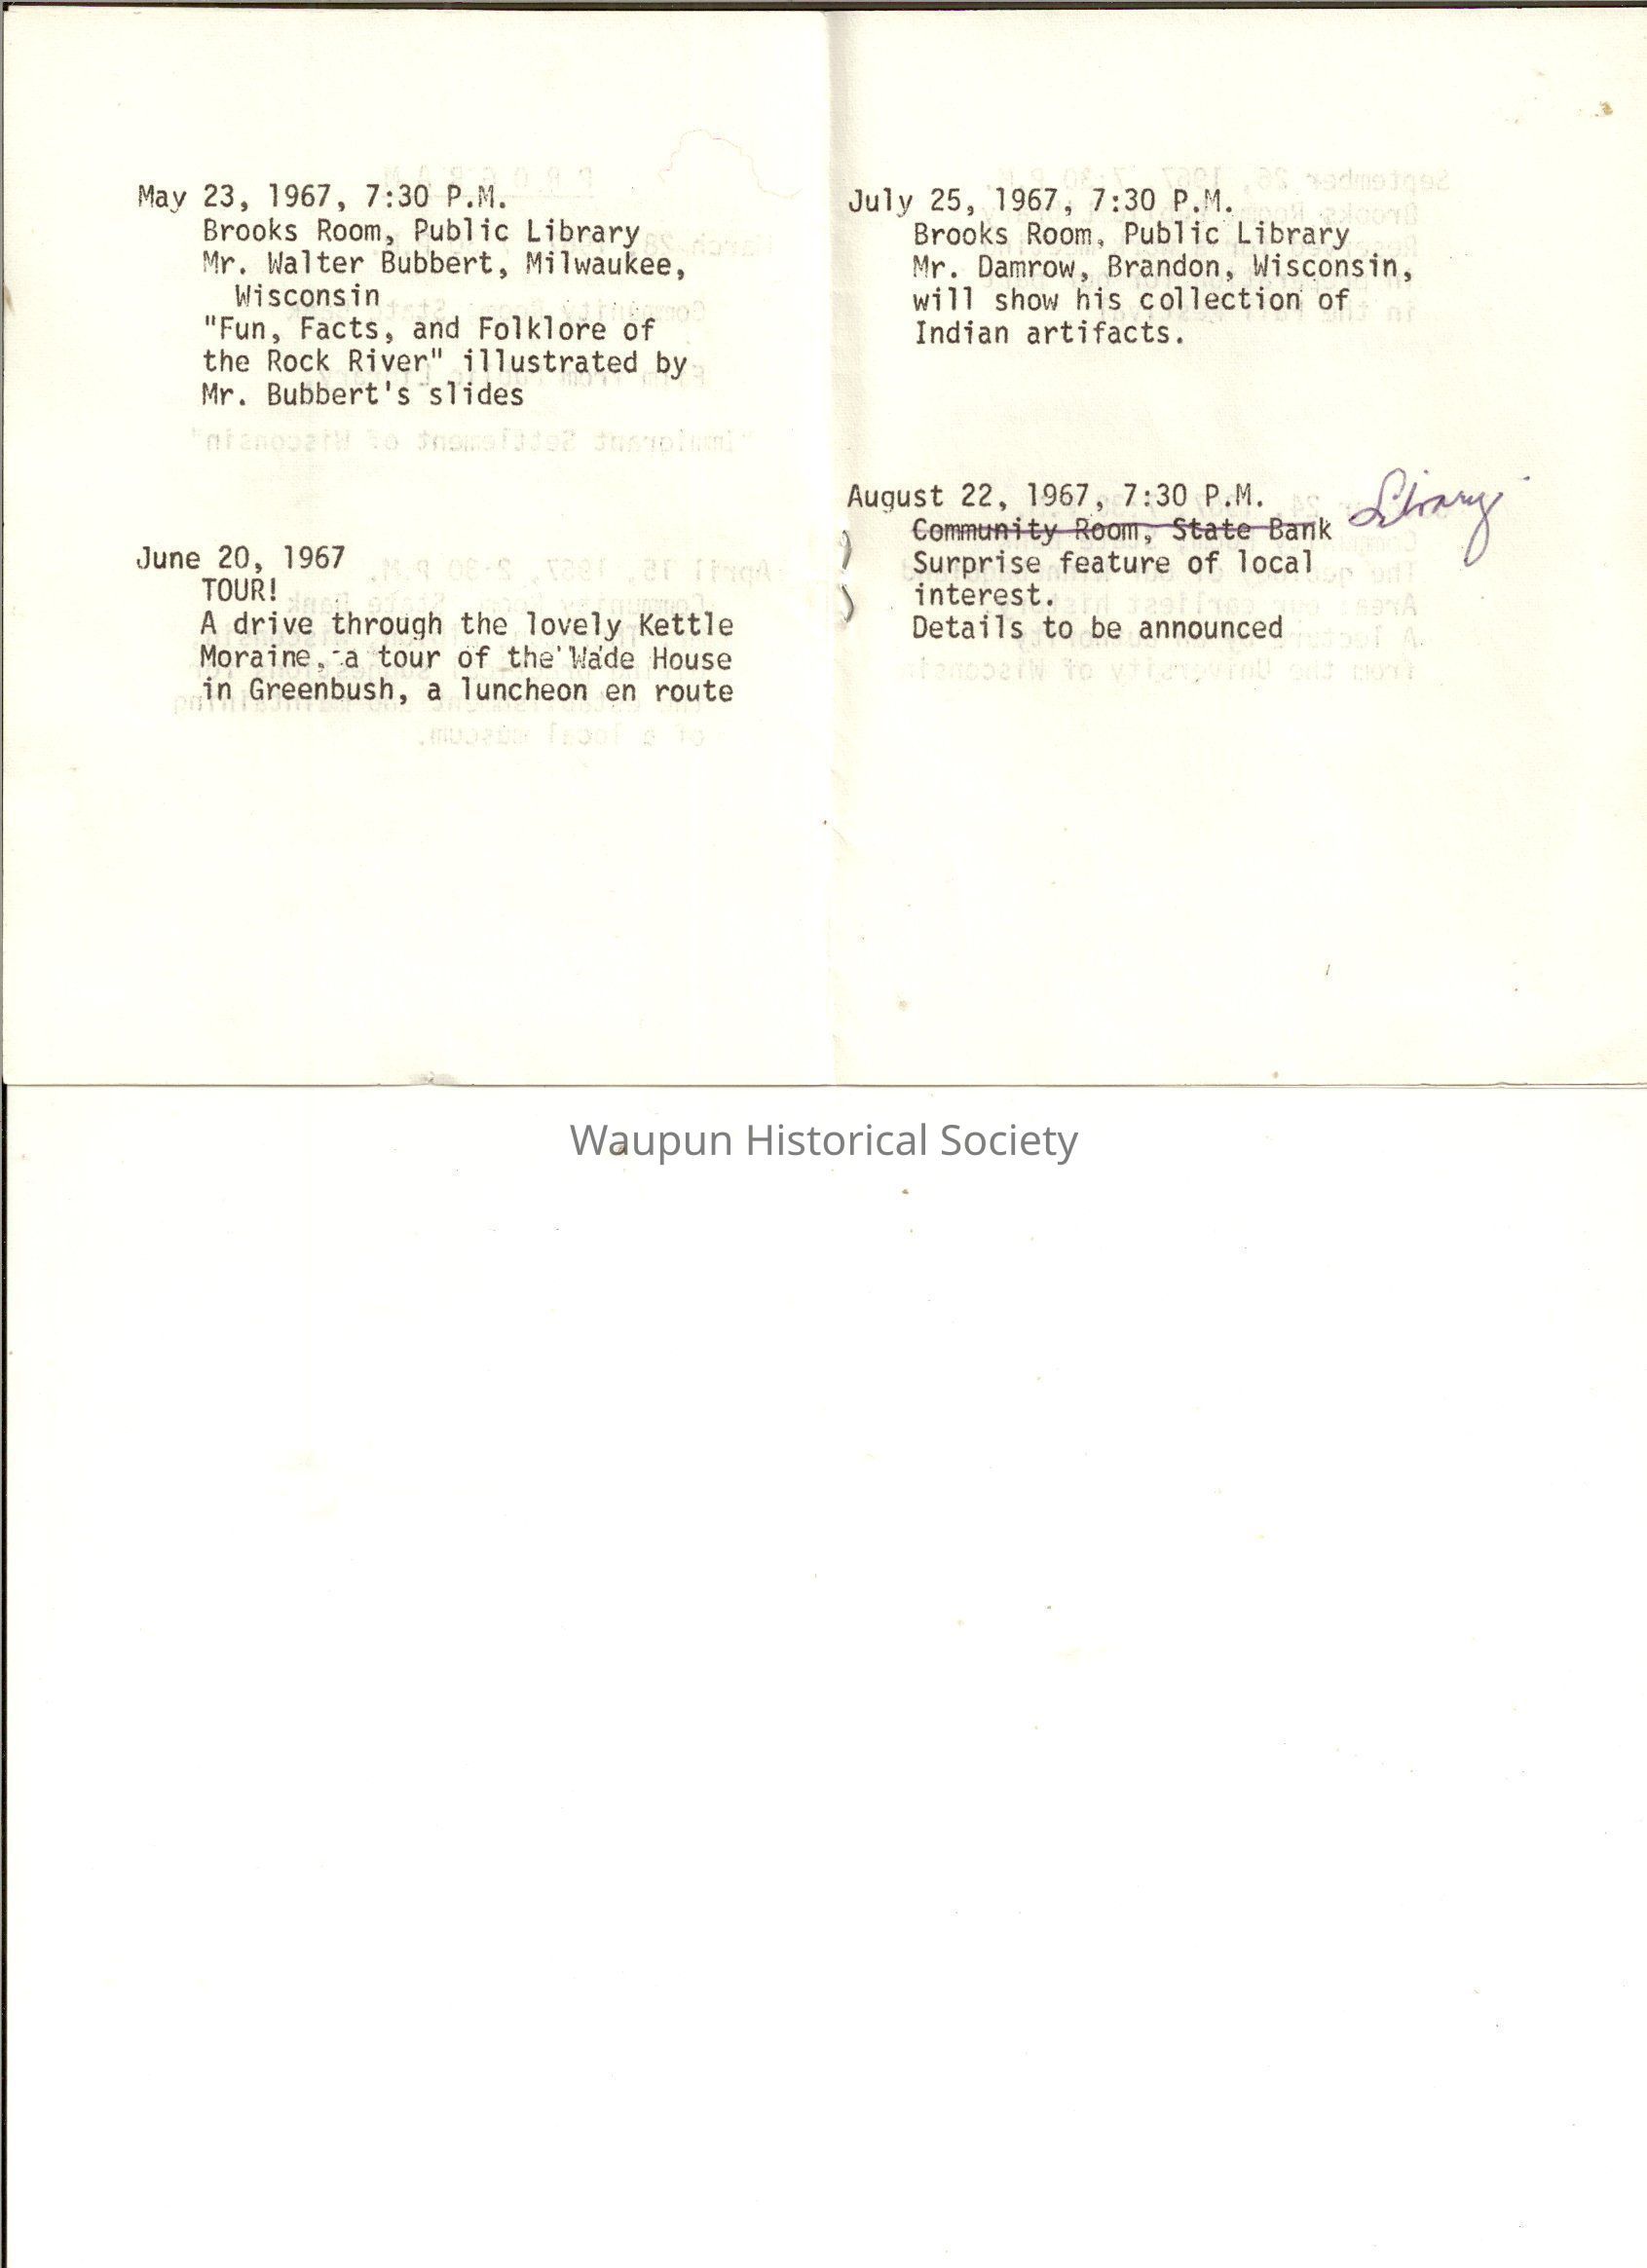 May 23, 1967, 7:30 P.M.
Brooks Room, Public Library
Mr. Walter Bubbert, Milwaukee,
Wisconsin
"Fun, Facts, and Folklore of
the Rock River" illustrated by
Mr. Bubbert's slides
June 20, 1967
TOUR!
A drive through the lovely Kettle
Moraine, a tour of the Wade House
in Greenbush, a luncheon en route
July 25, 1967, 7:30 P.M.
Brooks Room, Public Library
Mr. Damrow, Brandon, Wisconsin,
will show his collection of
Indian artifacts.
August 22, 1967, 7:30 P.M.
Community Room, State Bank Library
Surprise feature of local
interest.
Details to be announced
Waupun Historical Society